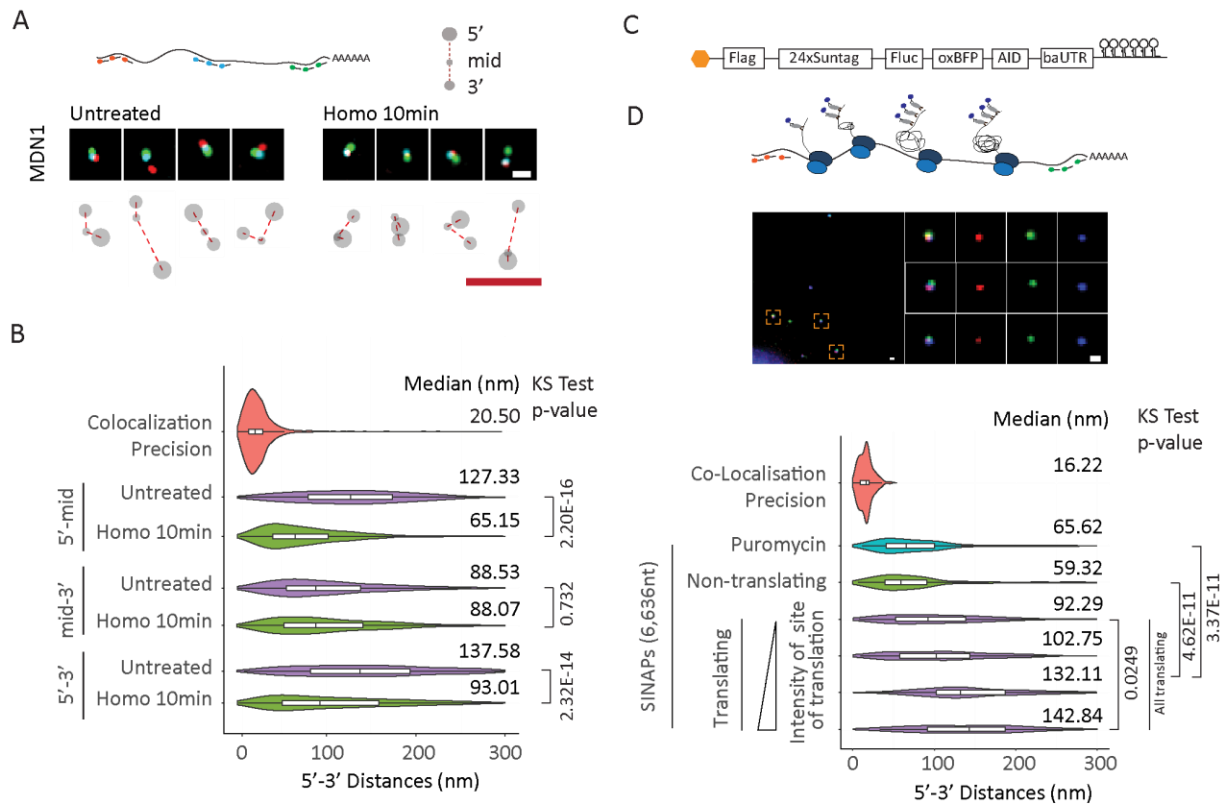 A
5’
mid
3’
AAAAAA
Untreated
Homo 10min
MDN1
B
Median (nm)
KS Test
p-value
Colocalization
Precision
20.50
5’-mid
Untreated
127.33
Homo 10min
65.15
2.20E-16
mid-3’
Untreated
88.53
Homo 10min
88.07
0.732
5’-3’
Untreated
137.58
Homo 10min
93.01
2.32E-14
0
100
200
300
5’-3’ Distances (nm)
C
Flag
24xSuntag
Fluc
oxBFP
AID
baUTR
D
AAAAAA
Median (nm)
KS Test
p-value
Co-Localisation
Precision
16.22
SINAPs (6,636nt)
Puromycin
65.62
Non-translating
59.32
Translating
Intensity of site
of translation
92.29
102.75
132.11
142.84
0.0249
All translating
4.62E-11
3.37E-11
0
100
200
300
5’-3’ Distances (nm)